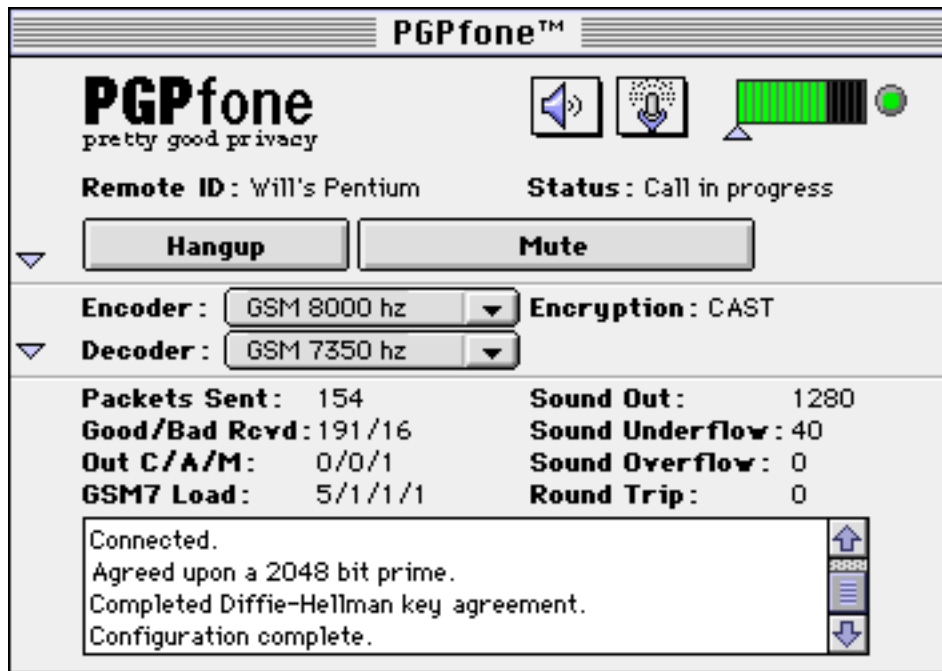 PGPfone™
PGPfone
pretty good privacy
Remote ID: Will's Pentium Status: Call in progress
Hangup Mute
Encoder: GSM 8000 hz Encryption: CAST
Decoder: GSM 7350 hz
Packets Sent: 154 Sound Out: 1280
Good/Bad Rcvd: 191/16 Sound Underflow: 40
Out C/A/M: 0/0/1 Sound Overflow: 0
GSM7 Load: 5/1/1/1 Round Trip: 0
Connected.
Agreed upon a 2048 bit prime.
Completed Diffie-Hellman key agreement.
Configuration complete.